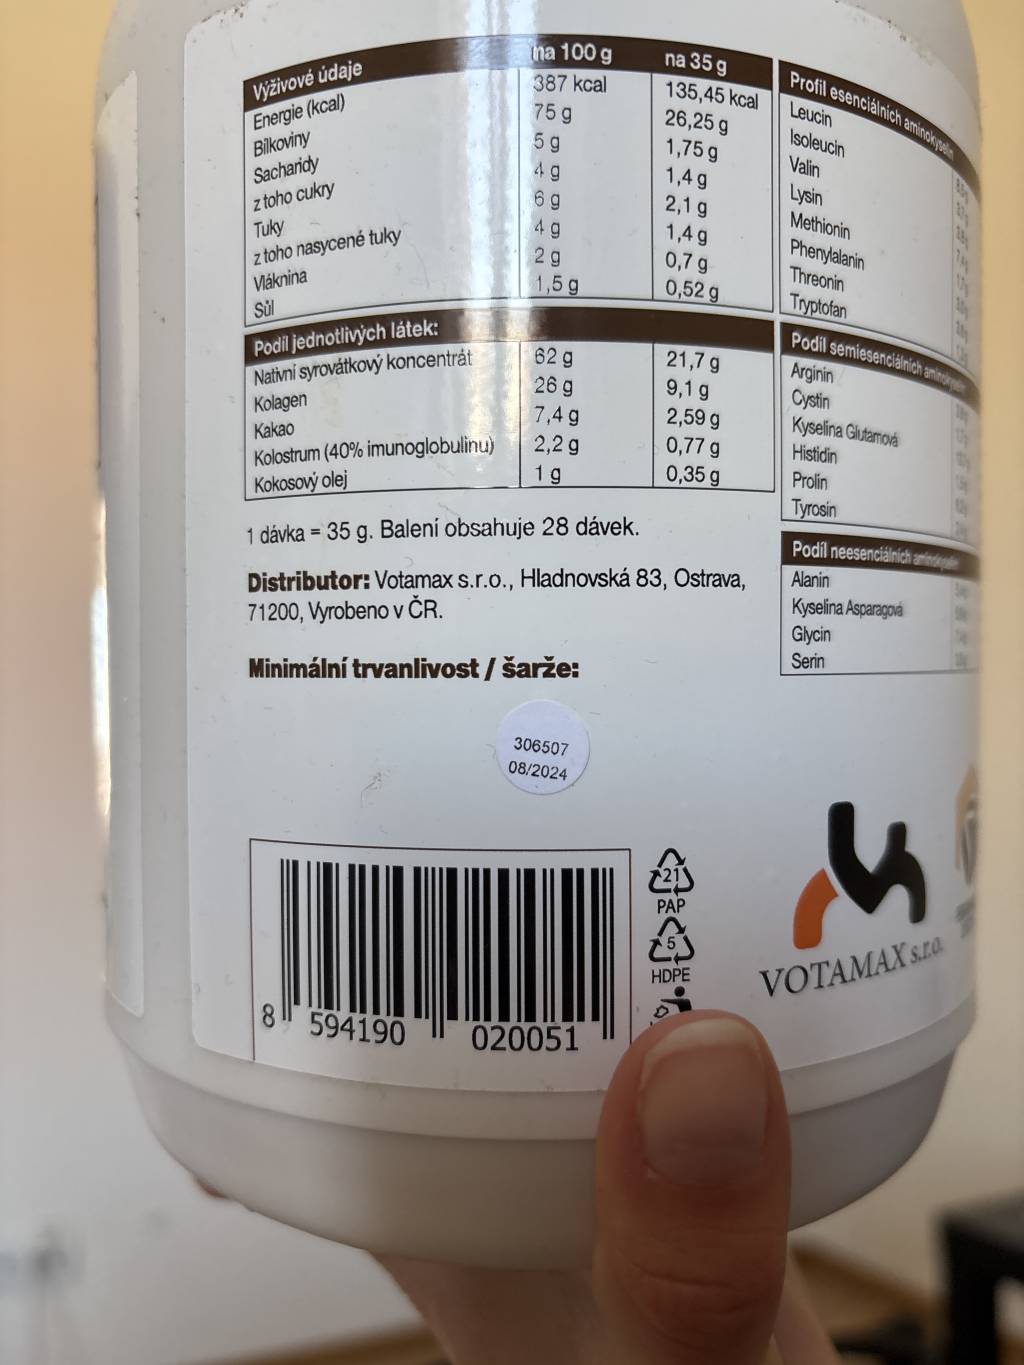 Výživové údaje na 100 g na 35 g
Energie (kcal) 387 kcal 135,45 kcal
Bílkoviny 75 g 26,25 g
Sacharidy 5 g 1,75 g
z toho cukry 4 g 1,4 g
Tuky 6 g 2,1 g
z toho nasycené tuky 4 g 1,4 g
Vláknina 2 g 0,7 g
Sůl 1,5 g 0,52 g
Podíl jednotlivých látek:
Nativní syrovátkový koncentrát 62 g 21,7 g
Kolagen 26 g 9,1 g
Kakao 7,4 g 2,59 g
Kolostrum (40% imunoglobulinu) 2,2 g 0,77 g
Kokosový olej 1 g 0,35 g
1 dávka = 35 g. Balení obsahuje 28 dávek.
Distributor: Votamax s.r.o., Hladnovská 83, Ostrava,
71200, Vyrobeno v ČR.
Minimální trvanlivost / šarže:
306507
08/2024
8 594190 020051
21
PAP
5
HDPE
Profil esenciálních aminokyselin
Leucin
Isoleucin
Valin
Lysin
Methionin
Phenylalanin
Threonin
Tryptofan
Podíl semiesenciálních
Arginin
Cystin
Kyselina Glutamová
Histidin
Prolin
Tyrosin
Podíl neesenciálních
Alanin
Kyselina Asparagová
Glycin
Serin
VOTAMAX s.r.o.